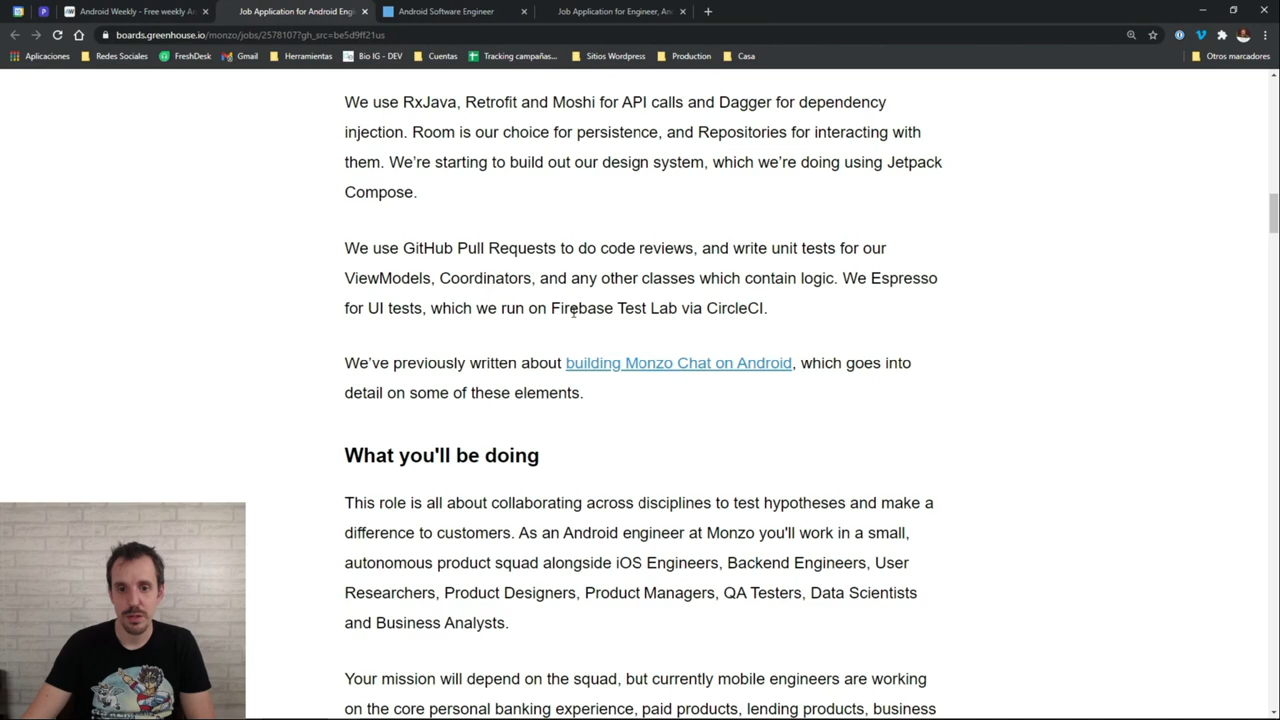 Android Weekly - Free weekly A
Job Application for Android Engi
Android Software Engineer
Job Application for Engineer, An
boards.greenhouse.io/monzo/jobs/2578107?gh_src=be5d9ff21us
Aplicaciones
Redes Sociales
FreshDesk
Gmail
Herramientas
Bio IG - DEV
Cuentas
Tracking campañas...
Sitios Wordpress
Production
Casa
Otros marcadores
We use RxJava, Retrofit and Moshi for API calls and Dagger for dependency
injection. Room is our choice for persistence, and Repositories for interacting with
them. We’re starting to build out our design system, which we’re doing using Jetpack
Compose.
We use GitHub Pull Requests to do code reviews, and write unit tests for our
ViewModels, Coordinators, and any other classes which contain logic. We Espresso
for UI tests, which we run on Firebase Test Lab via CircleCI.
We’ve previously written about building Monzo Chat on Android, which goes into
detail on some of these elements.
What you'll be doing
This role is all about collaborating across disciplines to test hypotheses and make a
difference to customers. As an Android engineer at Monzo you'll work in a small,
autonomous product squad alongside iOS Engineers, Backend Engineers, User
Researchers, Product Designers, Product Managers, QA Testers, Data Scientists
and Business Analysts.
Your mission will depend on the squad, but currently mobile engineers are working
on the core personal banking experience, paid products, lending products, business